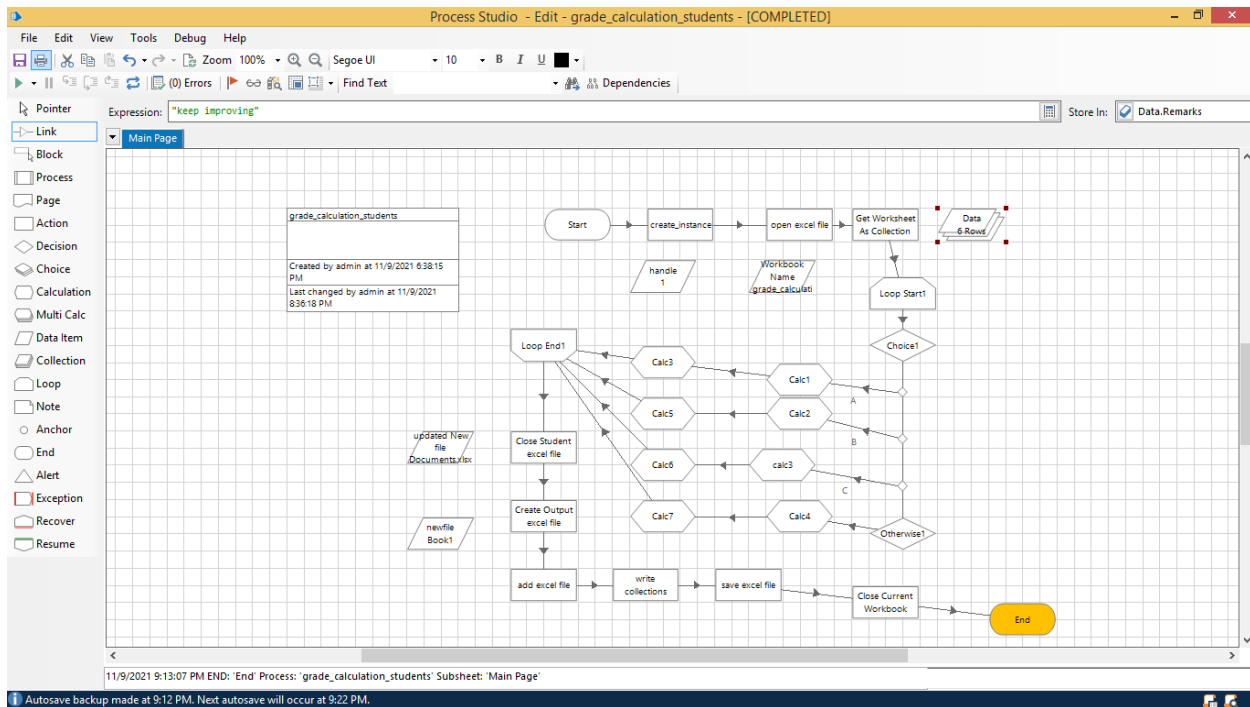 Process Studio - Edit - grade_calculation_students - [COMPLETED]
File Edit View Tools Debug Help
Zoom 100% Segoe UI 10 B I U
(0) Errors Find Text Dependencies
Pointer
Link
Block
Process
Page
Action
Decision
Choice
Calculation
Multi Calc
Data Item
Collection
Loop
Note
Anchor
End
Alert
Exception
Recover
Resume
Expression: "keep improving" Store In: Data.Remarks
Main Page
grade_calculation_students
Created by admin at 11/9/2021 6:38:15
PM
Last changed by admin at 11/9/2021
8:36:18 PM
Start
create_instance
open excel file
Get Worksheet
As Collection
Data
6 Rows
handle
1
Workbook
Name
grade_calculati
Loop Start1
Choice1
Loop End1
Calc3
Calc1
A
Calc5
Calc2
B
Calc6
calc3
C
Calc7
Calc4
Otherwise1
updated New
file
Documents.xlsx
Close Student
excel file
newfile
Book1
Create Output
excel file
add excel file
write
collections
save excel file
Close Current
Workbook
End
11/9/2021 9:13:07 PM END: 'End' Process: 'grade_calculation_students' Subsheet: 'Main Page'
Autosave backup made at 9:12 PM. Next autosave will occur at 9:22 PM.